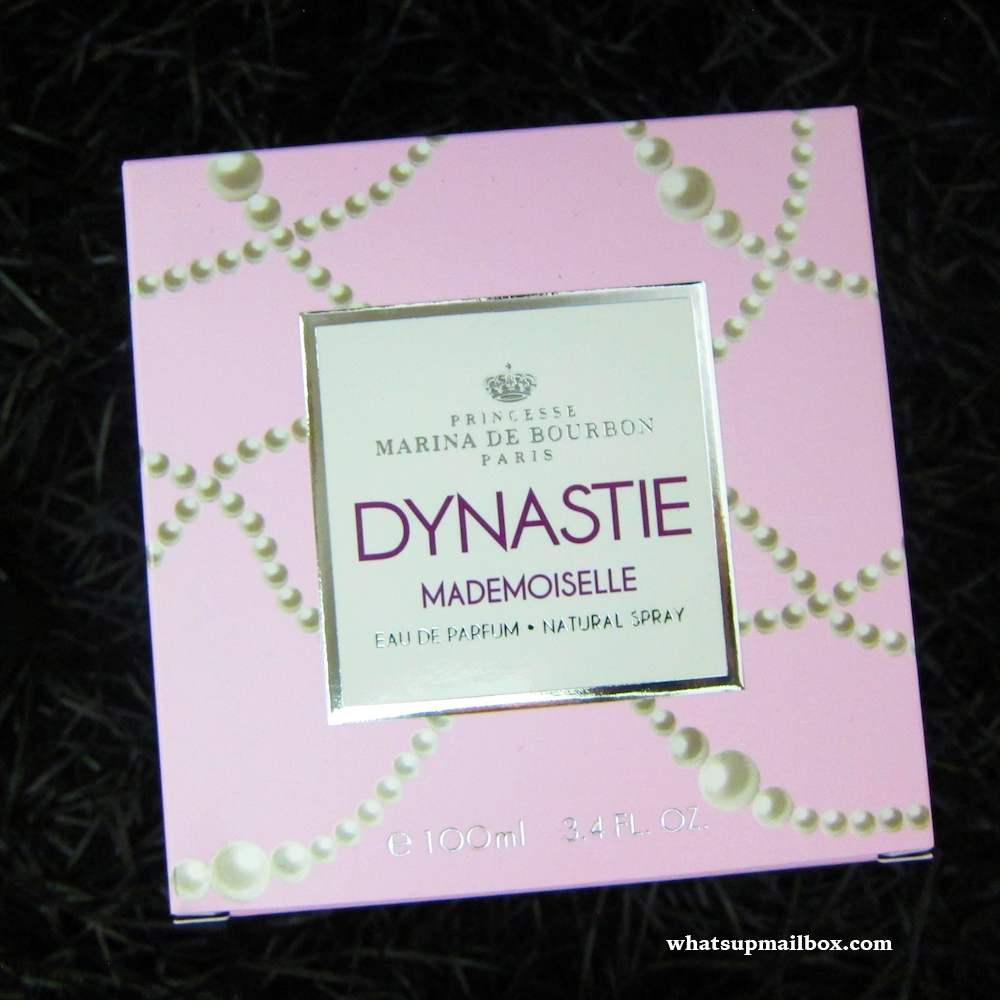 PRINCESSE
MARINA DE BOURBON
PARIS
DYNASTIE
MADEMOISELLE
EAU DE PARFUM • NATURAL SPRAY
℮ 100ml 3.4 FL. OZ.
whatsupmailbox.com